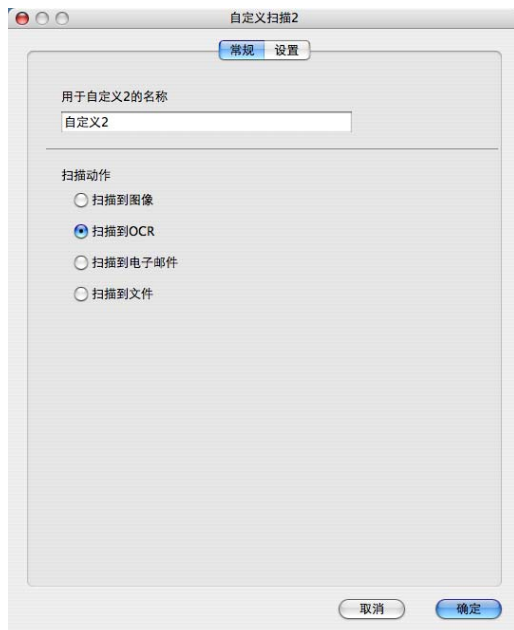 自定义扫描2
常规 设置
用于自定义2的名称
自定义2
扫描动作
扫描到图像
扫描到OCR
扫描到电子邮件
扫描到文件
取消 确定